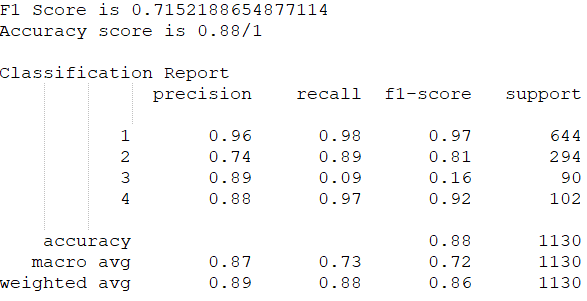 F1 Score is 0.7152188654877114
Accuracy score is 0.88/1
Classification Report
precision recall f1-score support
1 0.96 0.98 0.97 644
2 0.74 0.89 0.81 294
3 0.89 0.09 0.16 90
4 0.88 0.97 0.92 102
accuracy 0.88 1130
macro avg 0.87 0.73 0.72 1130
weighted avg 0.89 0.88 0.86 1130